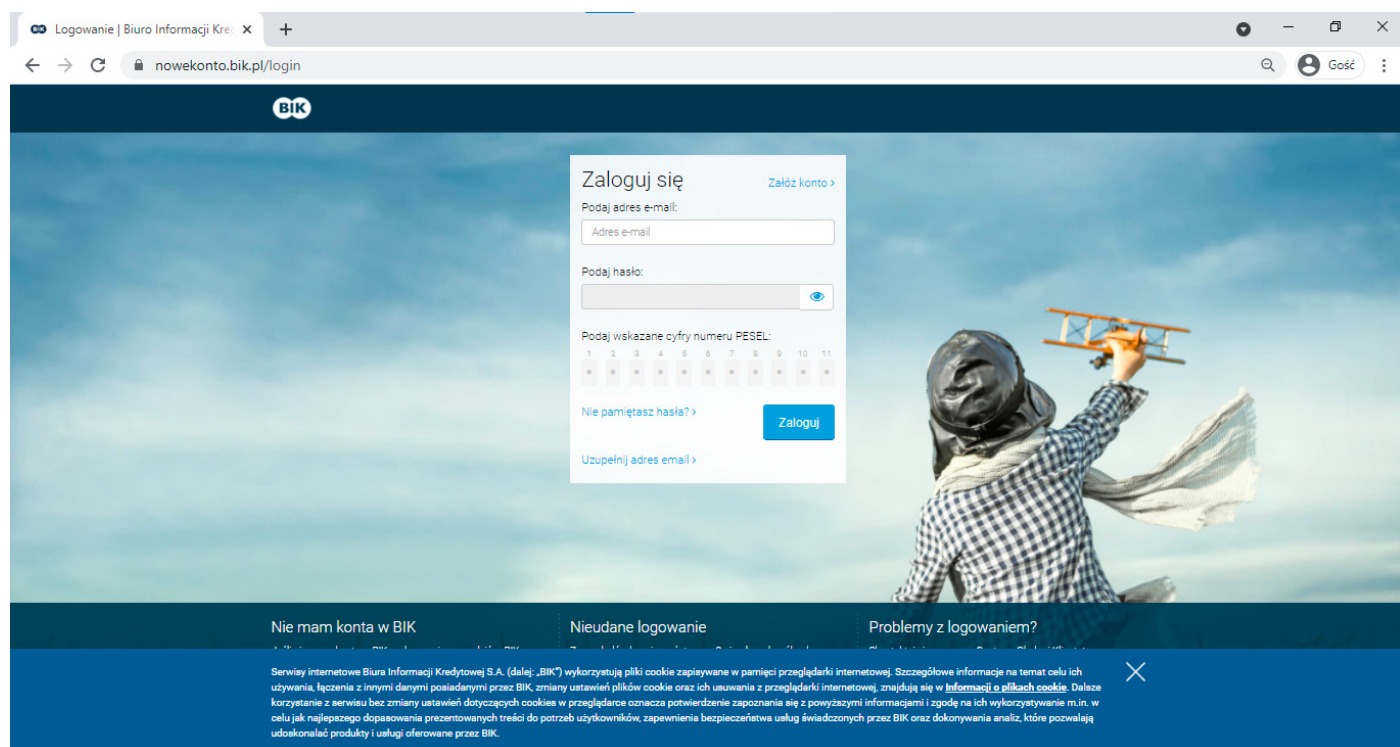 Logowanie | Biuro Informacji Kre
nowekonto.bik.pl/login
Gość
BIK
Zaloguj się
Załóż konto >
Podaj adres e-mail:
Adres e-mail
Podaj hasło:
Podaj wskazane cyfry numeru PESEL:
1 2 3 4 5 6 7 8 9 10 11
Nie pamiętasz hasła? >
Zaloguj
Uzupełnij adres email >
Nie mam konta w BIK
Nieudane logowanie
Problemy z logowaniem?
Serwisy internetowe Biura Informacji Kredytowej S.A. (dalej: „BIK”) wykorzystują pliki cookie zapisywane w pamięci przeglądarki internetowej. Szczegółowe informacje na temat celu ich
używania, łączenia z innymi danymi posiadanymi przez BIK, zmiany ustawień plików cookie oraz ich usuwania z przeglądarki internetowej, znajdują się w Informacji o plikach cookie. Dalsze
korzystanie z serwisu bez zmiany ustawień dotyczących cookies w przeglądarce oznacza potwierdzenie zapoznania się z powyższymi informacjami i zgodę na ich wykorzystywanie m.in. w
celu jak najlepszego dopasowania prezentowanych treści do potrzeb użytkowników, zapewnienia bezpieczeństwa usług świadczonych przez BIK oraz dokonywania analiz, które pozwalają
udoskonalać produkty i usługi oferowane przez BIK.